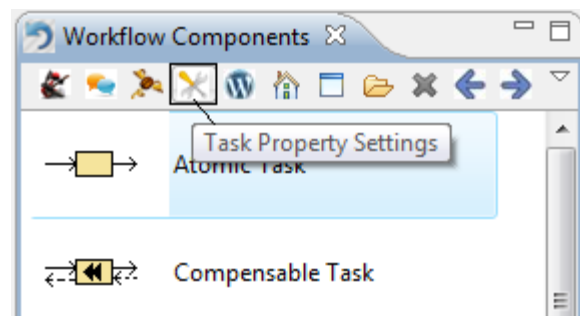 Workflow Components
Task Property Settings
Atomic Task
Compensable Task